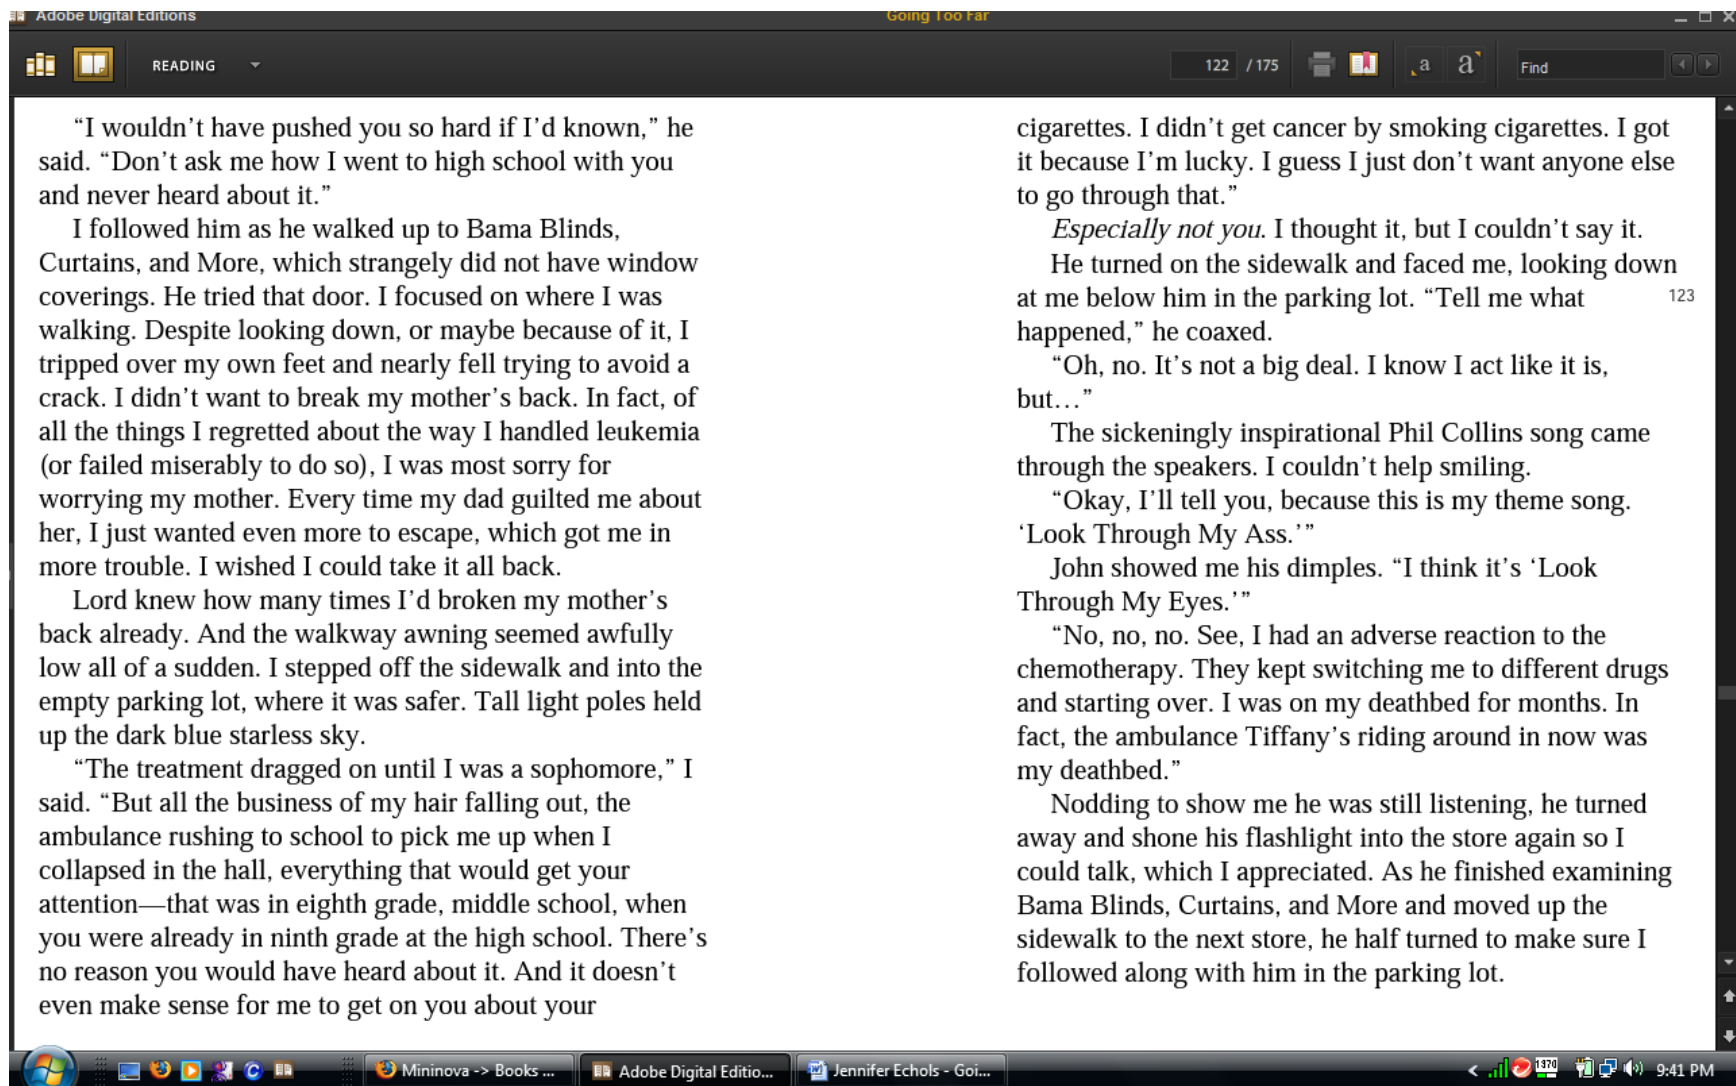 Adobe Digital Editions
Going Too Far
READING
122 / 175
a
a
Find
“I wouldn’t have pushed you so hard if I’d known,” he
said. “Don’t ask me how I went to high school with you
and never heard about it.”
I followed him as he walked up to Bama Blinds,
Curtains, and More, which strangely did not have window
coverings. He tried that door. I focused on where I was
walking. Despite looking down, or maybe because of it, I
tripped over my own feet and nearly fell trying to avoid a
crack. I didn’t want to break my mother’s back. In fact, of
all the things I regretted about the way I handled leukemia
(or failed miserably to do so), I was most sorry for
worrying my mother. Every time my dad guilted me about
her, I just wanted even more to escape, which got me in
more trouble. I wished I could take it all back.
Lord knew how many times I’d broken my mother’s
back already. And the walkway awning seemed awfully
low all of a sudden. I stepped off the sidewalk and into the
empty parking lot, where it was safer. Tall light poles held
up the dark blue starless sky.
“The treatment dragged on until I was a sophomore,” I
said. “But all the business of my hair falling out, the
ambulance rushing to school to pick me up when I
collapsed in the hall, everything that would get your
attention—that was in eighth grade, middle school, when
you were already in ninth grade at the high school. There’s
no reason you would have heard about it. And it doesn’t
even make sense for me to get on you about your
cigarettes. I didn’t get cancer by smoking cigarettes. I got
it because I’m lucky. I guess I just don’t want anyone else
to go through that.”
Especially not you. I thought it, but I couldn’t say it.
He turned on the sidewalk and faced me, looking down
at me below him in the parking lot. “Tell me what
123
happened,” he coaxed.
“Oh, no. It’s not a big deal. I know I act like it is,
but…”
The sickeningly inspirational Phil Collins song came
through the speakers. I couldn’t help smiling.
“Okay, I’ll tell you, because this is my theme song.
‘Look Through My Ass.’”
John showed me his dimples. “I think it’s ‘Look
Through My Eyes.’”
“No, no, no. See, I had an adverse reaction to the
chemotherapy. They kept switching me to different drugs
and starting over. I was on my deathbed for months. In
fact, the ambulance Tiffany’s riding around in now was
my deathbed.”
Nodding to show me he was still listening, he turned
away and shone his flashlight into the store again so I
could talk, which I appreciated. As he finished examining
Bama Blinds, Curtains, and More and moved up the
sidewalk to the next store, he half turned to make sure I
followed along with him in the parking lot.
Mininova -> Books ...
Adobe Digital Editio...
Jennifer Echols - Goi...
1370
9:41 PM